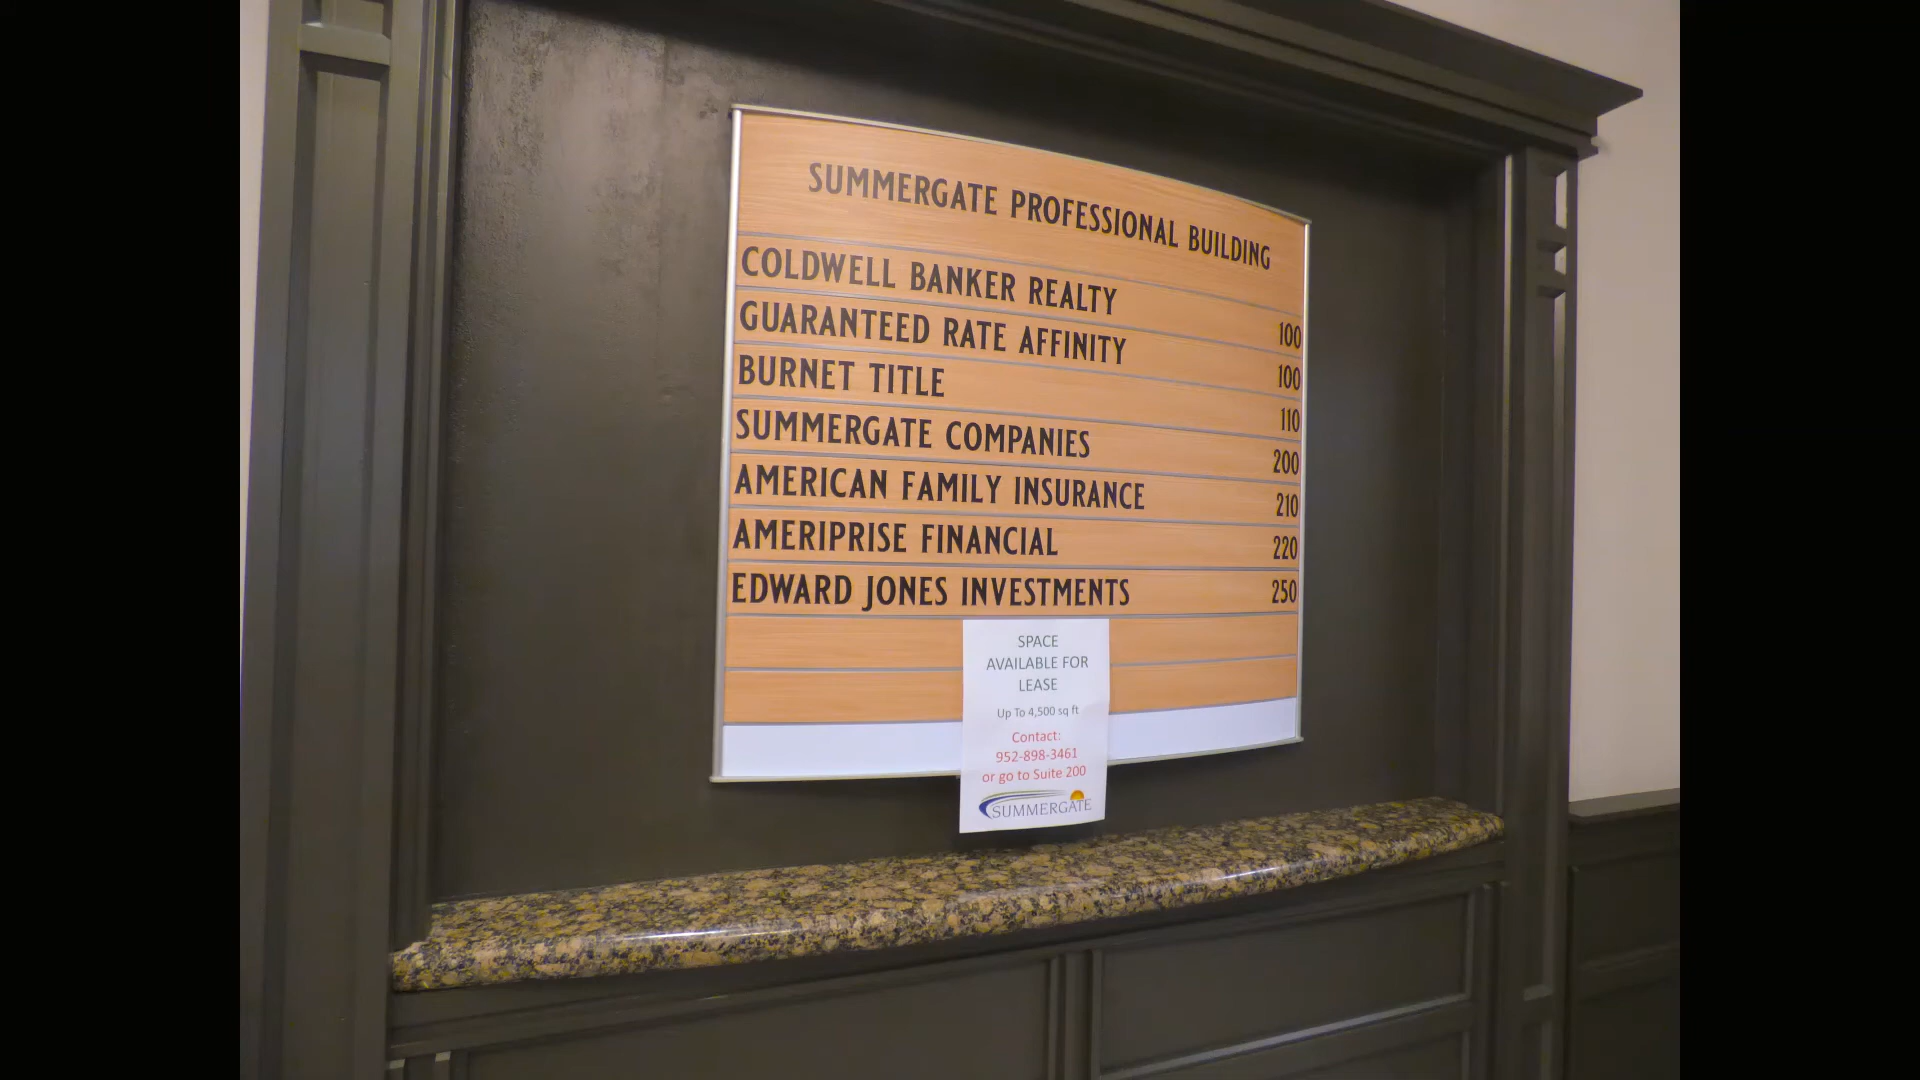 SUMMERGATE PROFESSIONAL BUILDING
COLDWELL BANKER REALTY 100
GUARANTEED RATE AFFINITY 100
BURNET TITLE 110
SUMMERGATE COMPANIES 200
AMERICAN FAMILY INSURANCE 210
AMERIPRISE FINANCIAL 220
EDWARD JONES INVESTMENTS 250
SPACE
AVAILABLE FOR
LEASE
Up To 4,500 sq ft
Contact:
952-898-3461
or go to Suite 200
SUMMERGATE